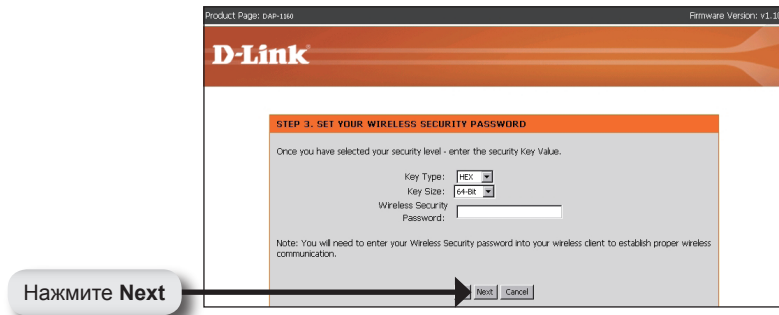 Product Page: DAP-1160 Firmware Version: v1.10
D-Link
STEP 3. SET YOUR WIRELESS SECURITY PASSWORD
Once you have selected your security level - enter the security Key Value.
Key Type: HEX
Key Size: 64-Bit
Wireless Security
Password:
Note: You will need to enter your Wireless Security password into your wireless client to establish proper wireless
communication.
Нажмите Next
Next Cancel